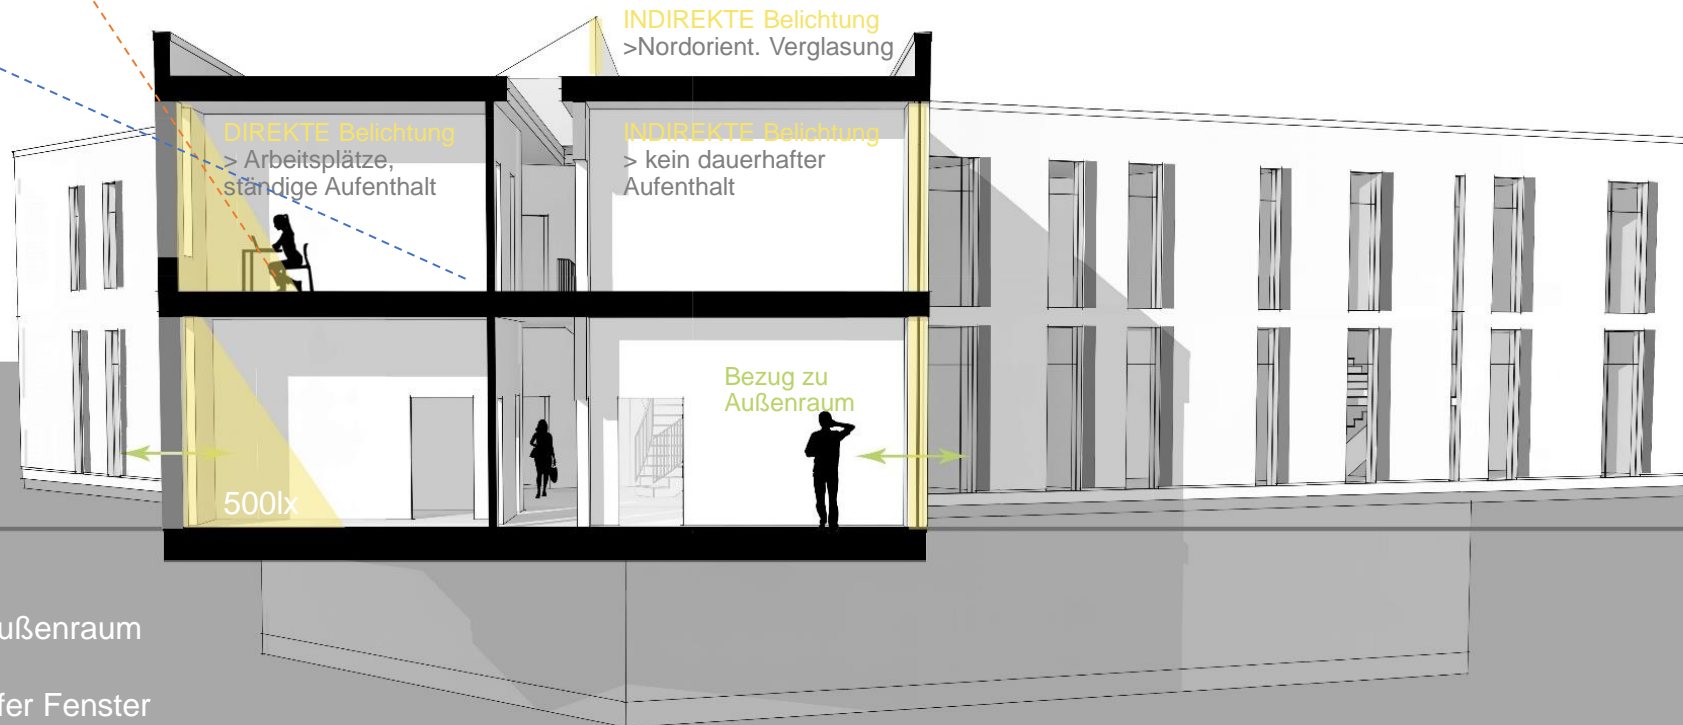 INDIREKTE Belichtung
>Nordorient. Verglasung
DIREKTE Belichtung
> Arbeitsplätze,
ständige Aufenthalt
INDIREKTE Belichtung
> kein dauerhafter
Aufenthalt
Bezug zu
Außenraum
500lx
ußenraum
fer Fenster